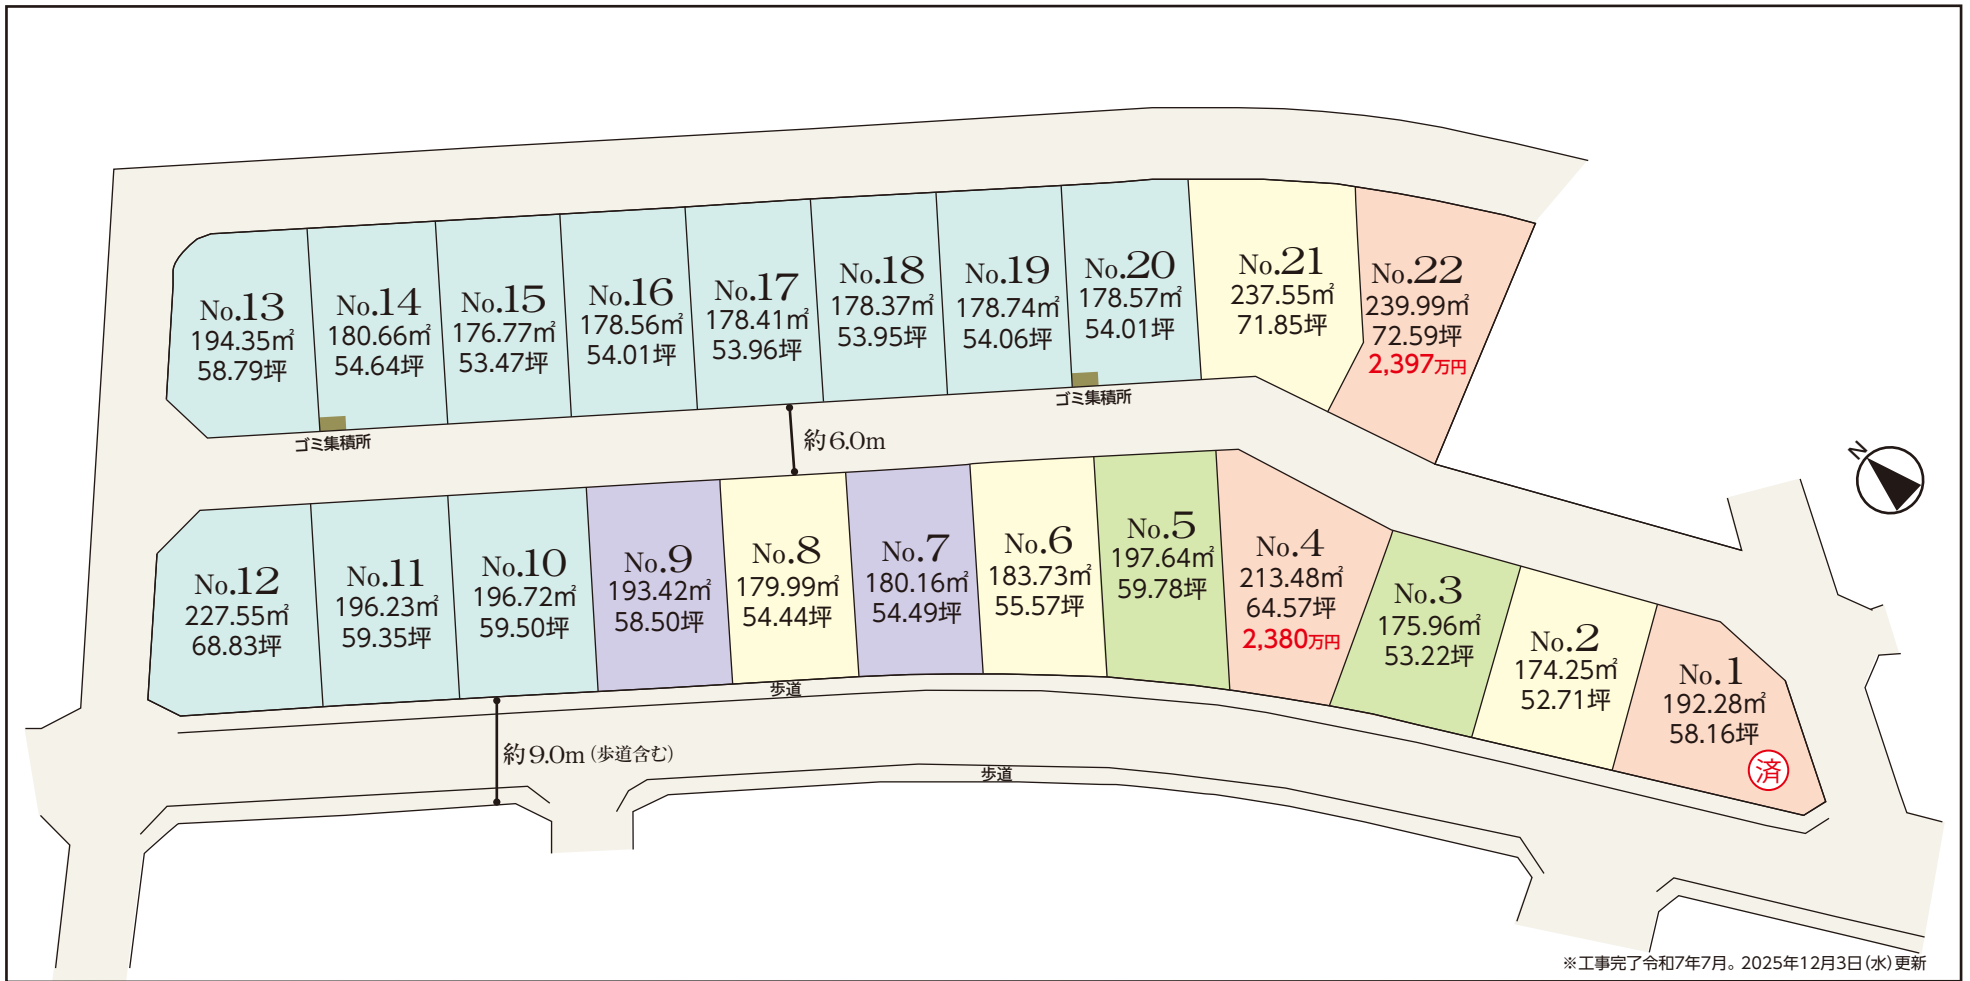 No.13
194.35㎡
58.79坪
No.14
180.66㎡
54.64坪
No.15
176.77㎡
53.47坪
No.16
178.56㎡
54.01坪
No.17
178.41㎡
53.96坪
No.18
178.37㎡
53.95坪
No.19
178.74㎡
54.06坪
No.20
178.57㎡
54.01坪
No.21
237.55㎡
71.85坪
No.22
239.99㎡
72.59坪
2,397万円
ゴミ集積所
ゴミ集積所
約6.0m
N
No.12
227.55㎡
68.83坪
No.11
196.23㎡
59.35坪
No.10
196.72㎡
59.50坪
No.9
193.42㎡
58.50坪
No.8
179.99㎡
54.44坪
No.7
180.16㎡
54.49坪
No.6
183.73㎡
55.57坪
No.5
197.64㎡
59.78坪
No.4
213.48㎡
64.57坪
2,380万円
No.3
175.96㎡
53.22坪
No.2
174.25㎡
52.71坪
No.1
192.28㎡
58.16坪
済
歩道
約9.0m(歩道含む)
歩道
※工事完了令和7年7月。2025年12月3日(水)更新